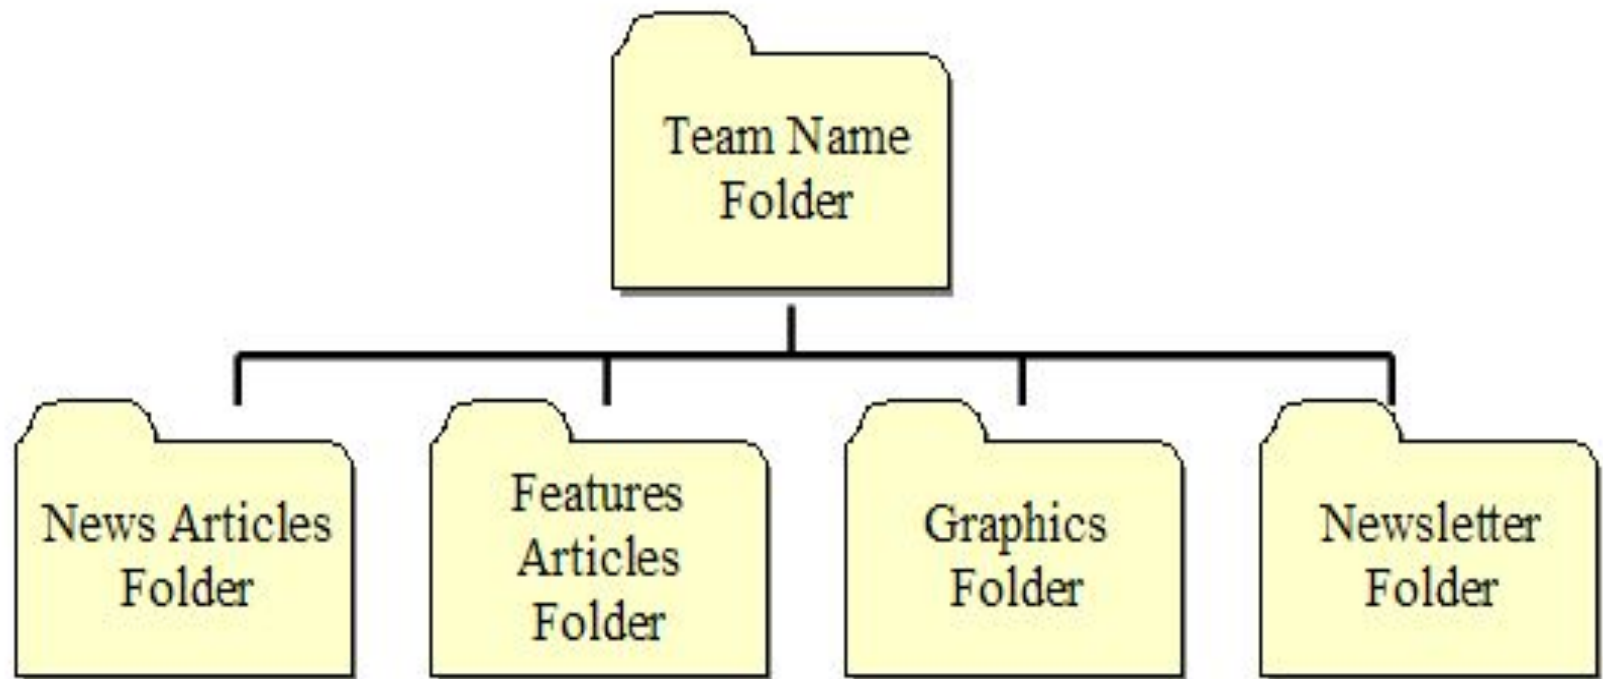 Team Name
Folder
News Articles
Folder
Features
Articles
Folder
Graphics
Folder
Newsletter
Folder